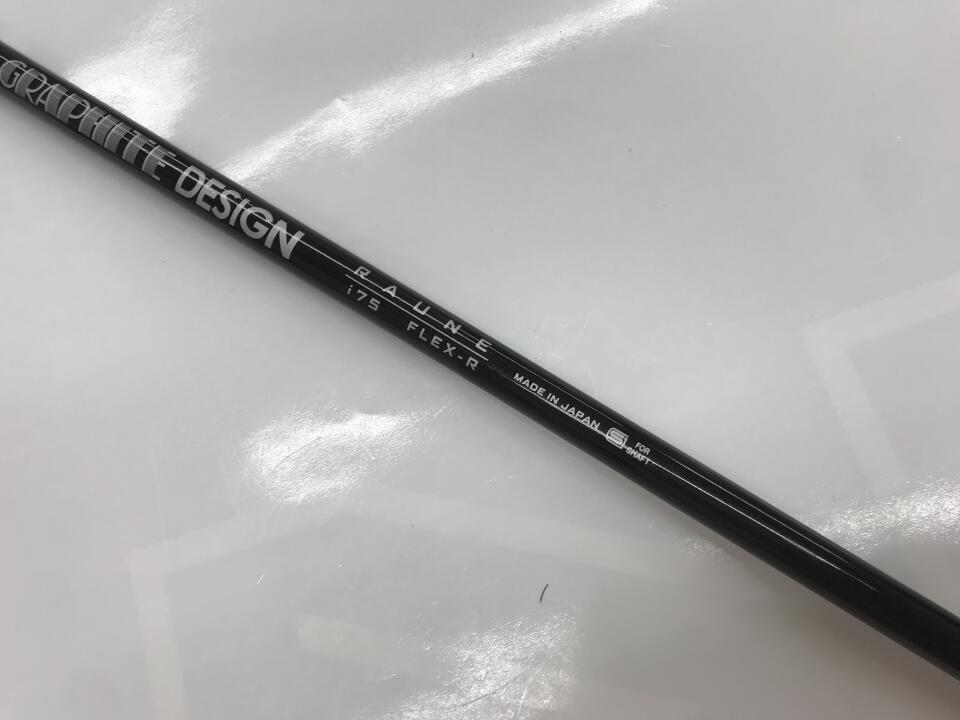 GRAPHITE DESIGN
RAUNE
i75 FLEX-R
MADE IN JAPAN
S FOR
SHAFT